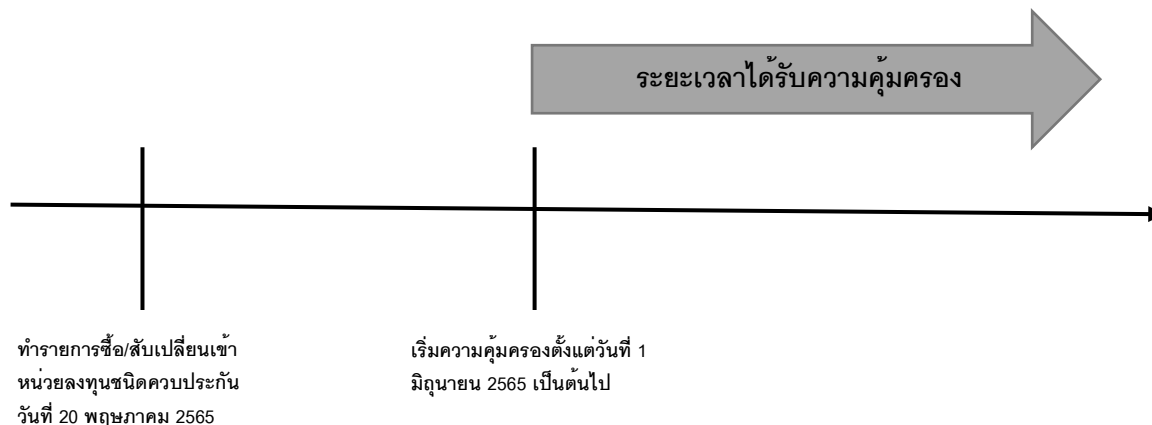 ระยะเวลาได้รับความคุ้มครอง
ทำรายการซื้อ/สับเปลี่ยนเข้า
หน่วยลงทุนชนิดควบประกัน
วันที่ 20 พฤษภาคม 2565
เริ่มความคุ้มครองตั้งแต่วันที่ 1
มิถุนายน 2565 เป็นต้นไป